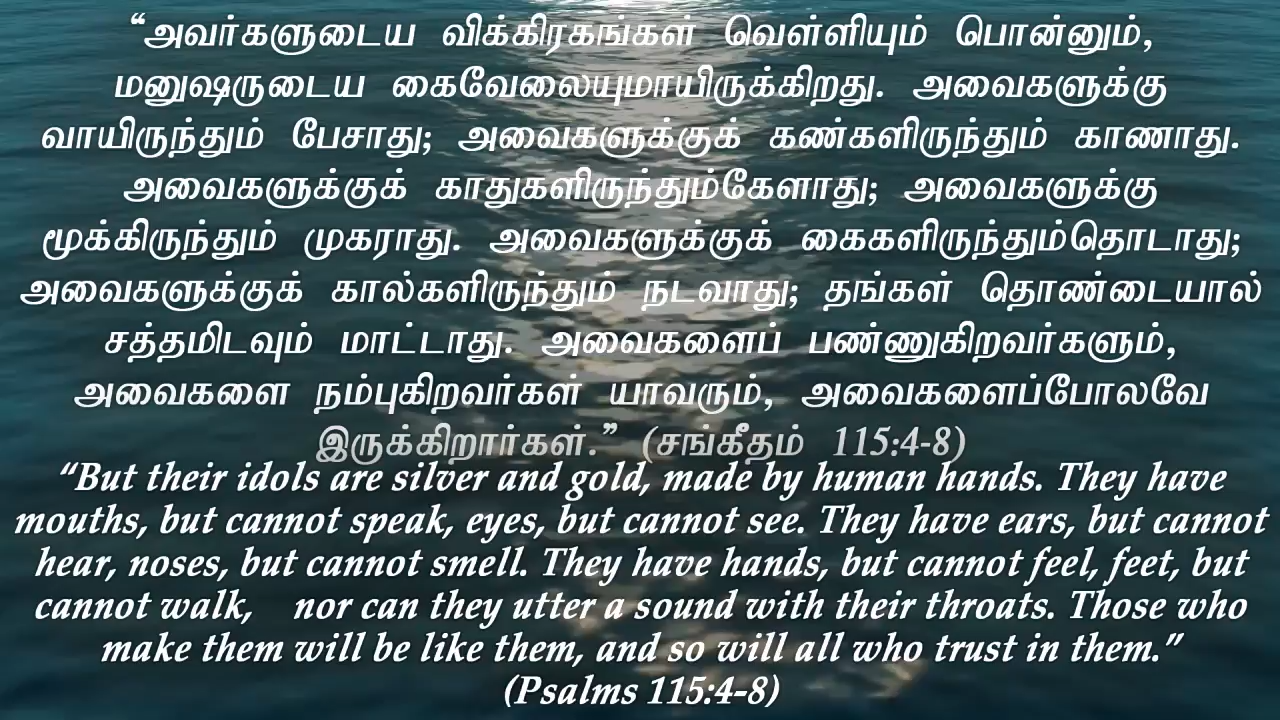 “அவர்களுடைய விக்கிரகங்கள் வெள்ளியும் பொன்னும்,
மனுஷருடைய கைவேலையுமாயிருக்கிறது. அவைகளுக்கு
வாயிருந்தும் பேசாது; அவைகளுக்குக் கண்களிருந்தும் காணாது.
அவைகளுக்குக் காதுகளிருந்தும்கேளாது; அவைகளுக்கு
மூக்கிருந்தும் முகராது. அவைகளுக்குக் கைகளிருந்தும்தொடாது;
அவைகளுக்குக் கால்களிருந்தும் நடவாது; தங்கள் தொண்டையால்
சத்தமிடவும் மாட்டாது. அவைகளைப் பண்ணுகிறவர்களும்,
அவைகளை நம்புகிறவர்கள் யாவரும், அவைகளைப்போலவே
இருக்கிறார்கள்.” (சங்கீதம் 115:4-8)
“But their idols are silver and gold, made by human hands. They have
mouths, but cannot speak, eyes, but cannot see. They have ears, but cannot
hear, noses, but cannot smell. They have hands, but cannot feel, feet, but
cannot walk, nor can they utter a sound with their throats. Those who
make them will be like them, and so will all who trust in them.”
(Psalms 115:4-8)